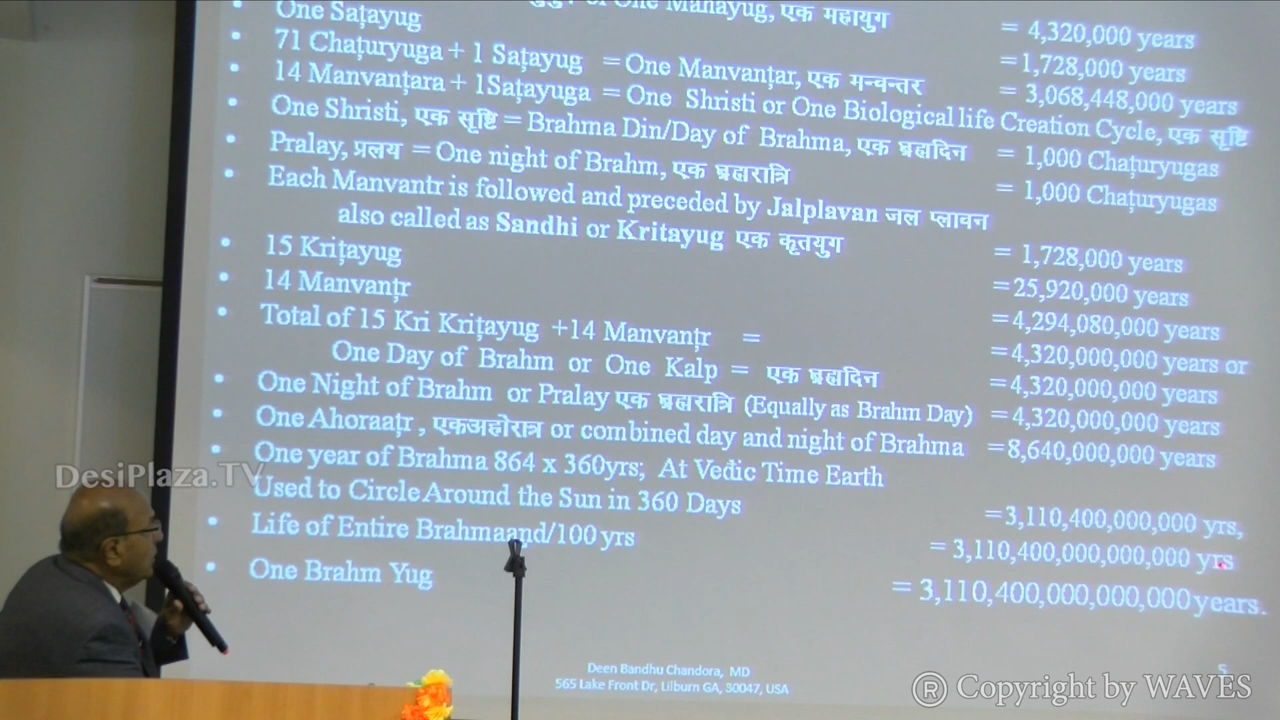 One Mahayug, एक महायुग = 4,320,000 years
One Saṭayug =1,728,000 years
71 Chaṭuryuga + 1 Saṭayug = One Manvanṭar, एक मन्वन्तर = 3,068,448,000 years
14 Manvanṭara + 1Saṭayuga = One Shristi or One Biological life Creation Cycle, एक सृष्टि
One Shristi, एक सृष्टि = Brahma Din/Day of Brahma, एक ब्रह्मदिन = 1,000 Chaṭuryugas
Pralay, प्रलय = One night of Brahm, एक ब्रह्मरात्रि = 1,000 Chaṭuryugas
Each Manvantr is followed and preceded by Jalplavan जल प्लावन
also called as Sandhi or Kritayug एक कृतयुग = 1,728,000 years
15 Kriṭayug =25,920,000 years
14 Manvanṭr =4,294,080,000 years
Total of 15 Kri Kriṭayug +14 Manvanṭr = =4,320,000,000 years or
One Day of Brahm or One Kalp = एक ब्रह्मदिन =4,320,000,000 years
One Night of Brahm or Pralay एक ब्रह्मरात्रि (Equally as Brahm Day) =4,320,000,000 years
One Ahoraaṭr , एकअहोरात्र or combined day and night of Brahma =8,640,000,000 years
One year of Brahma 864 x 360yrs; At Vedic Time Earth
Used to Circle Around the Sun in 360 Days =3,110,400,000,000 yrs,
Life of Entire Brahmaand/100 yrs = 3,110,400,000,000,000 yrs
One Brahm Yug = 3,110,400,000,000,000 years.
DesiPlaza.TV
Deen Bandhu Chandora, MD
565 Lake Front Dr, Lilburn GA, 30047, USA
5
® Copyright by WAVES